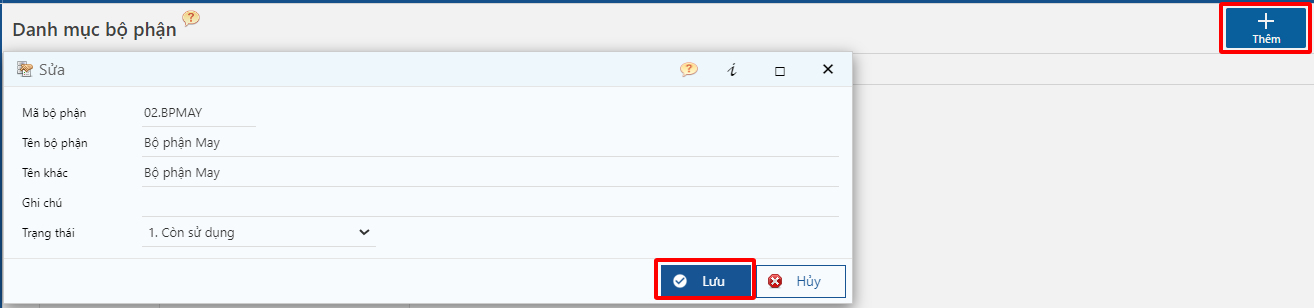 Danh mục bộ phận
Thêm
Sửa
Mã bộ phận 02.BPMAY
Tên bộ phận Bộ phận May
Tên khác Bộ phận May
Ghi chú
Trạng thái 1. Còn sử dụng
Lưu Hủy